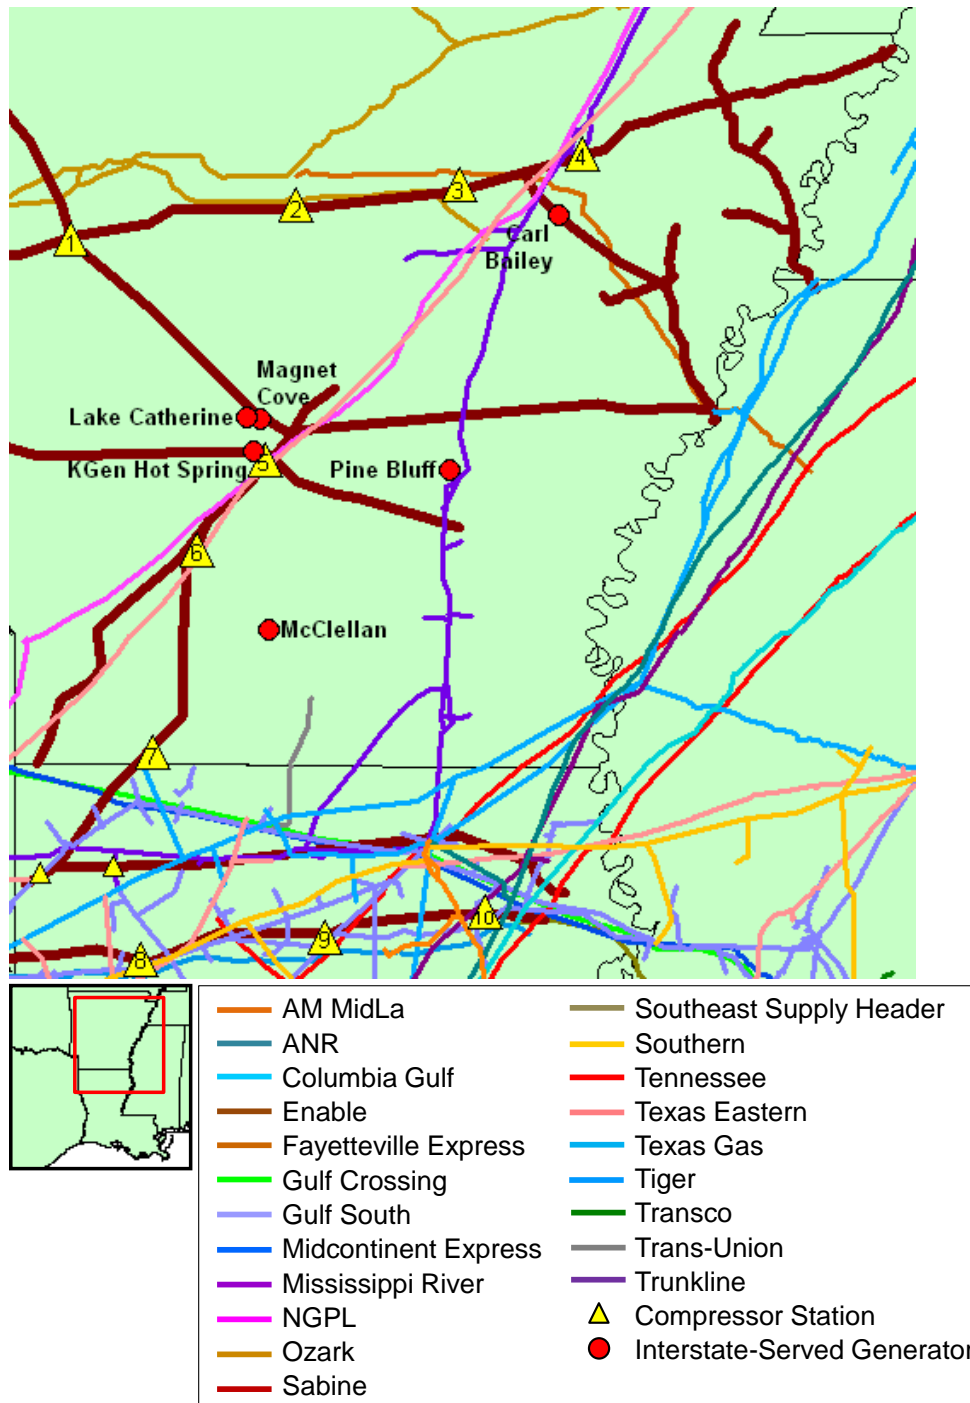 4
3
2
Carl
Bailey
1
Magnet
Cove
Lake Catherine
KGen Hot Spring
5
Pine Bluff
6
McClellan
7
10
9
8
AM MidLa
ANR
Columbia Gulf
Enable
Fayetteville Express
Gulf Crossing
Gulf South
Midcontinent Express
Mississippi River
NGPL
Ozark
Sabine
Southeast Supply Header
Southern
Tennessee
Texas Eastern
Texas Gas
Tiger
Transco
Trans-Union
Trunkline
Compressor Station
Interstate-Served Generator